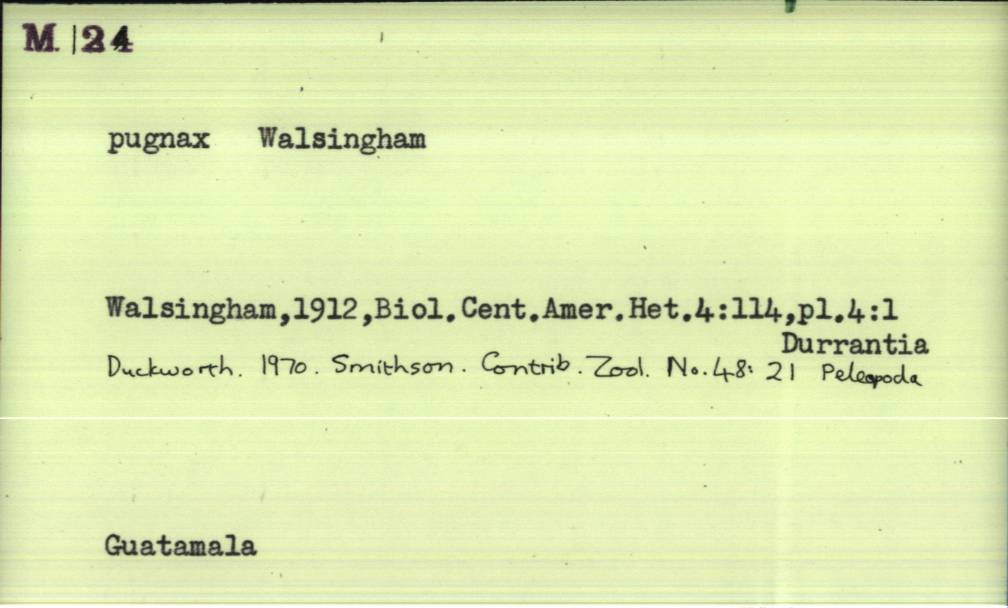 M. |24
pugnax Walsingham
Walsingham,1912,Biol.Cent.Amer.Het.4:114,pl.4:1
Durrantia
Duckworth. 1970. Smithson. Contrib. Zool. No.48: 21 Peleopoda
Guatamala